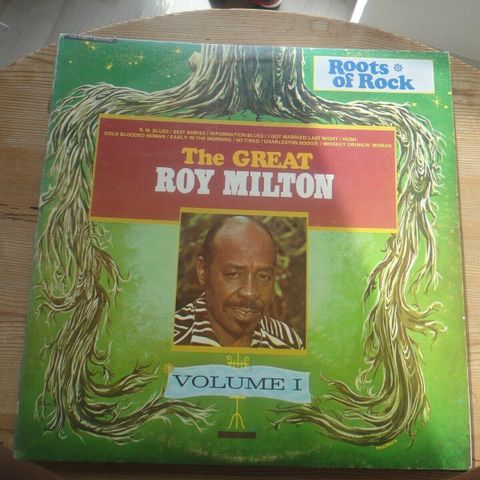 Roots *
of Rock
R. M. BLUES / BEST WISHES / INFORMATION BLUES / I GOT MARRIED LAST NIGHT / HUSH
COLD BLOODED WOMAN / EARLY IN THE MORNING / SO TIRED / CHARLESTON BOOGIE / WHISKEY DRINKIN' WOMAN
The GREAT
ROY MILTON
VOLUME I